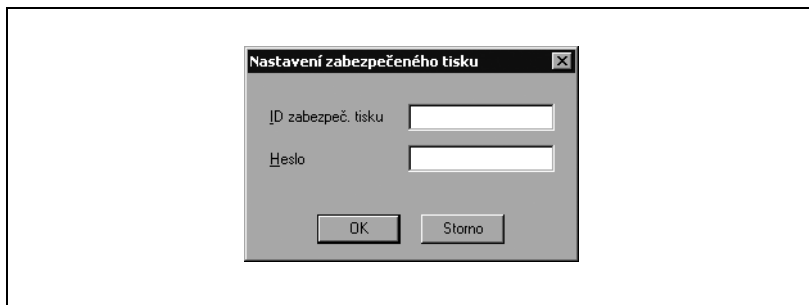 Nastavení zabezpečeného tisku
ID zabezpeč. tisku
Heslo
OK Storno